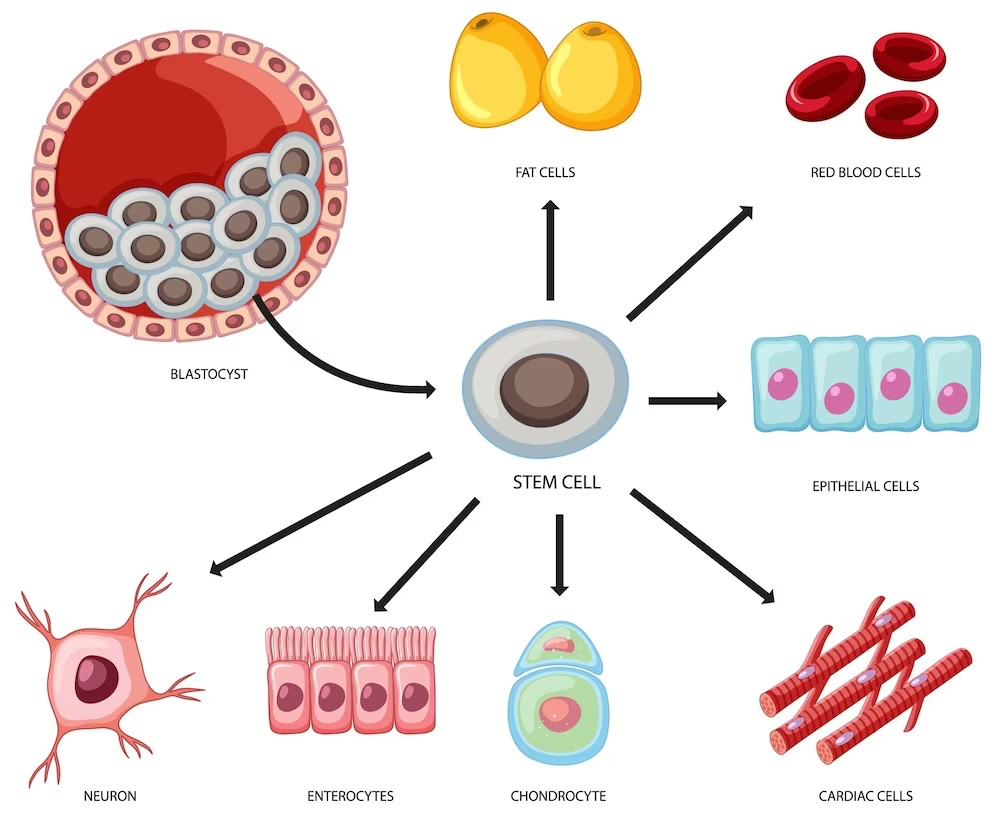 FAT CELLS
RED BLOOD CELLS
BLASTOCYST
STEM CELL
EPITHELIAL CELLS
NEURON
ENTEROCYTES
CHONDROCYTE
CARDIAC CELLS